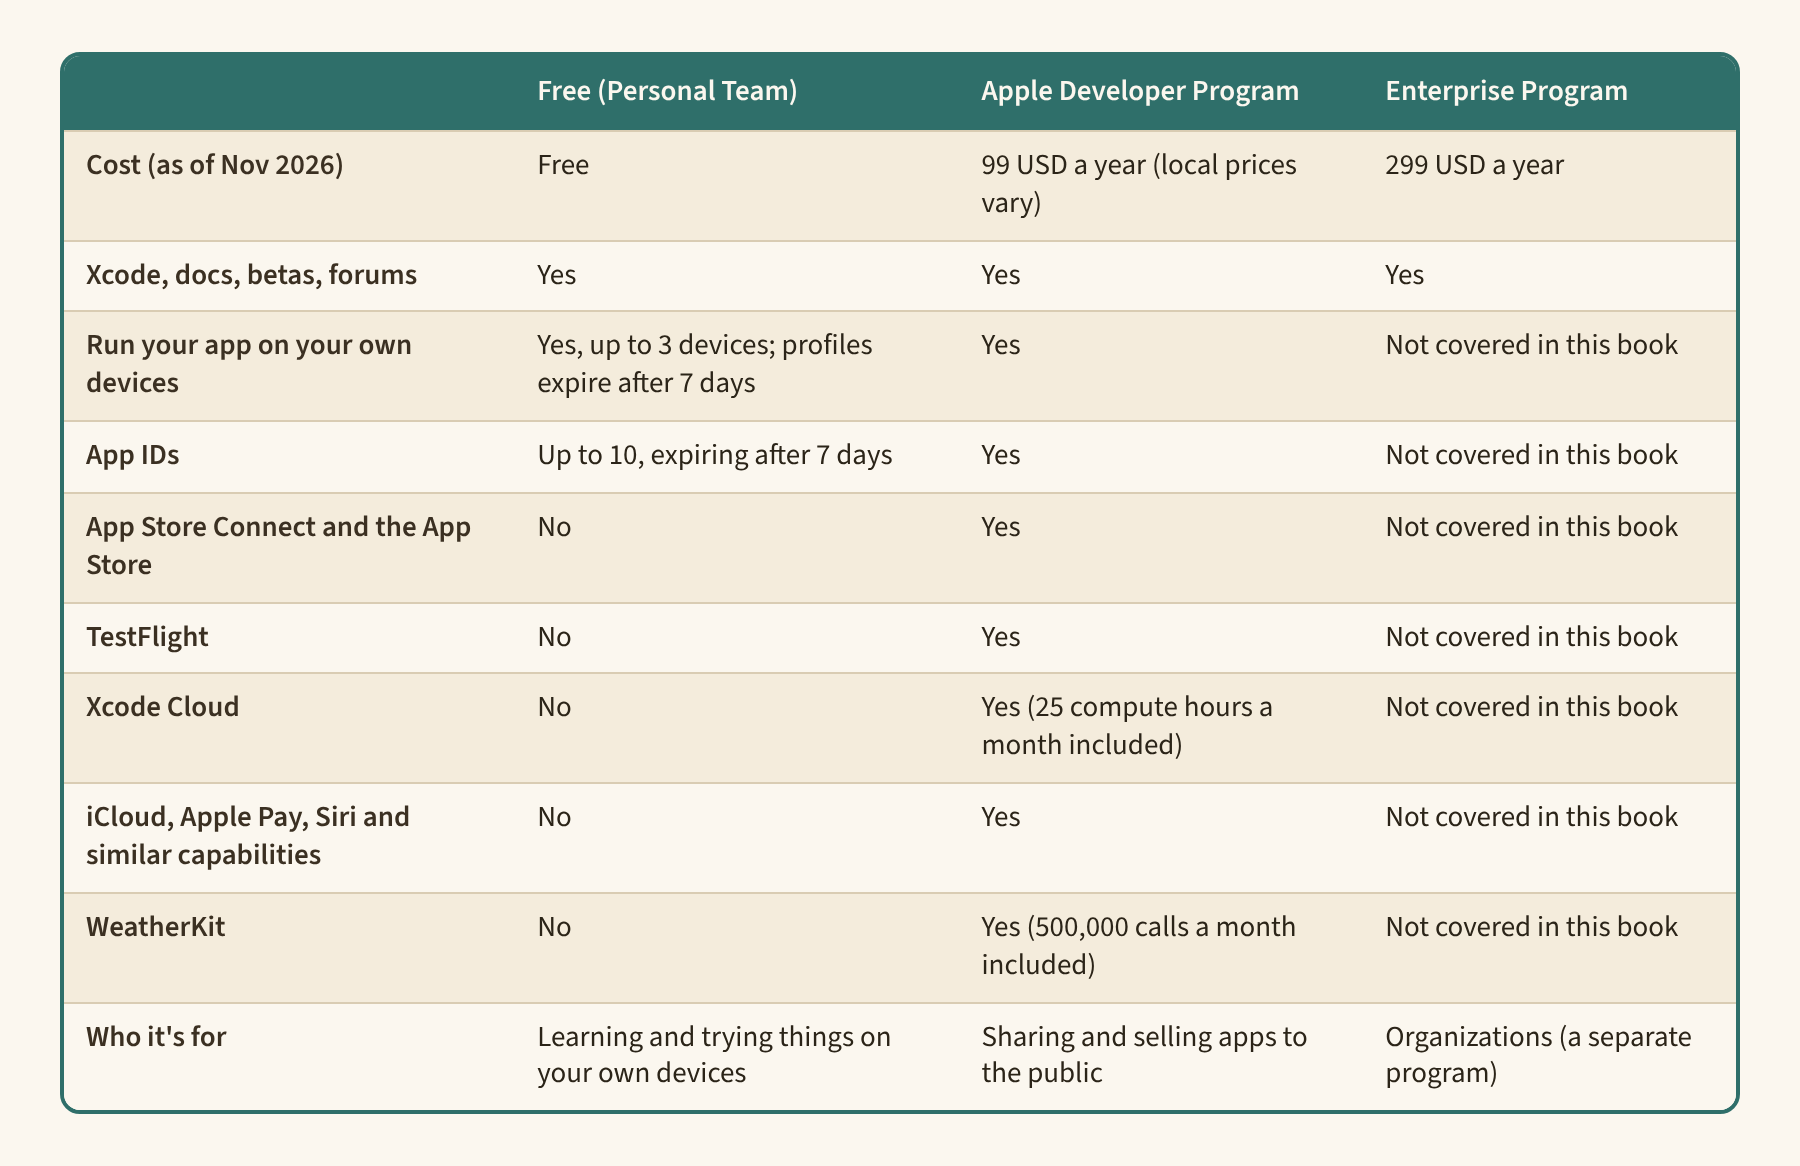 Free (Personal Team) Apple Developer Program Enterprise Program
Cost (as of Nov 2026) Free 99 USD a year (local prices 299 USD a year
vary)
Xcode, docs, betas, forums Yes Yes Yes
Run your app on your own Yes, up to 3 devices; profiles Yes Not covered in this book
devices expire after 7 days
App IDs Up to 10, expiring after 7 days Yes Not covered in this book
App Store Connect and the App No Yes Not covered in this book
Store
TestFlight No Yes Not covered in this book
Xcode Cloud No Yes (25 compute hours a Not covered in this book
month included)
iCloud, Apple Pay, Siri and No Yes Not covered in this book
similar capabilities
WeatherKit No Yes (500,000 calls a month Not covered in this book
included)
Who it's for Learning and trying things on Sharing and selling apps to Organizations (a separate
your own devices the public program)